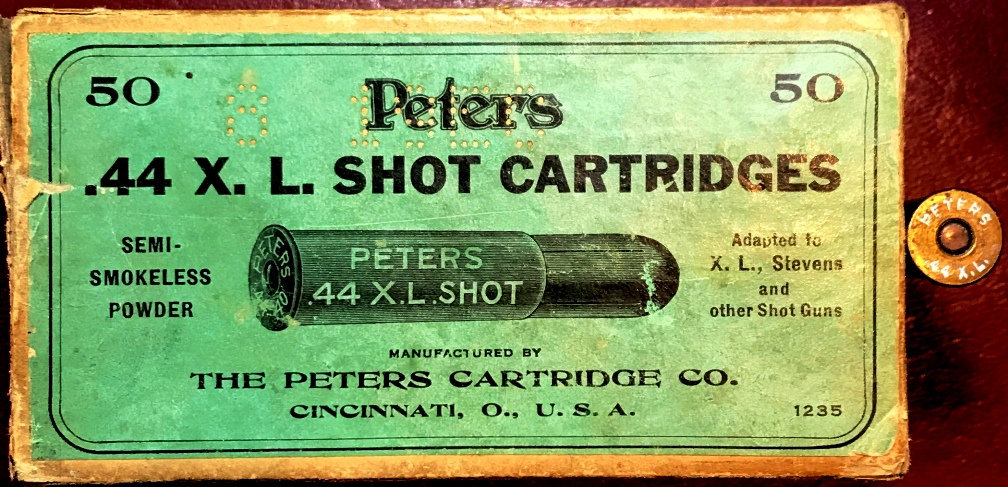 50 Peters 50
.44 X. L. SHOT CARTRIDGES
SEMI-
SMOKELESS
POWDER
PETERS
PETERS
.44 X.L. SHOT
Adapted to
X. L., Stevens
and
other Shot Guns
MANUFACTURED BY
THE PETERS CARTRIDGE CO.
CINCINNATI, O., U. S. A.
1235
PETERS
.44 X.L.